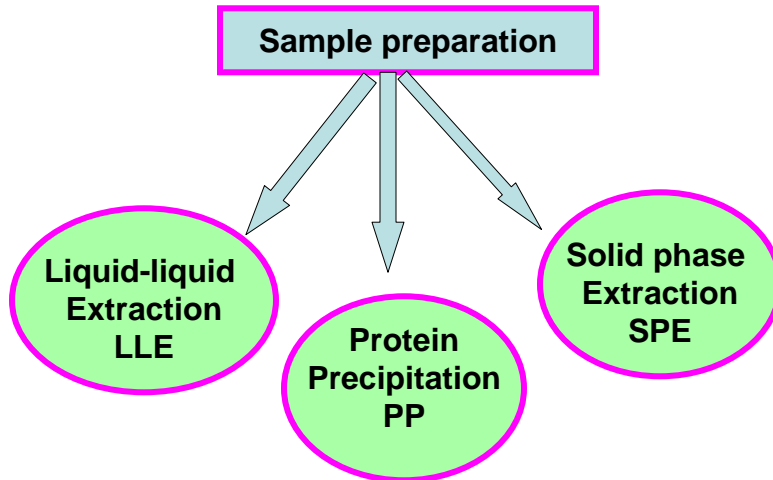 Sample preparation
Liquid-liquid
Extraction
LLE
Protein
Precipitation
PP
Solid phase
Extraction
SPE